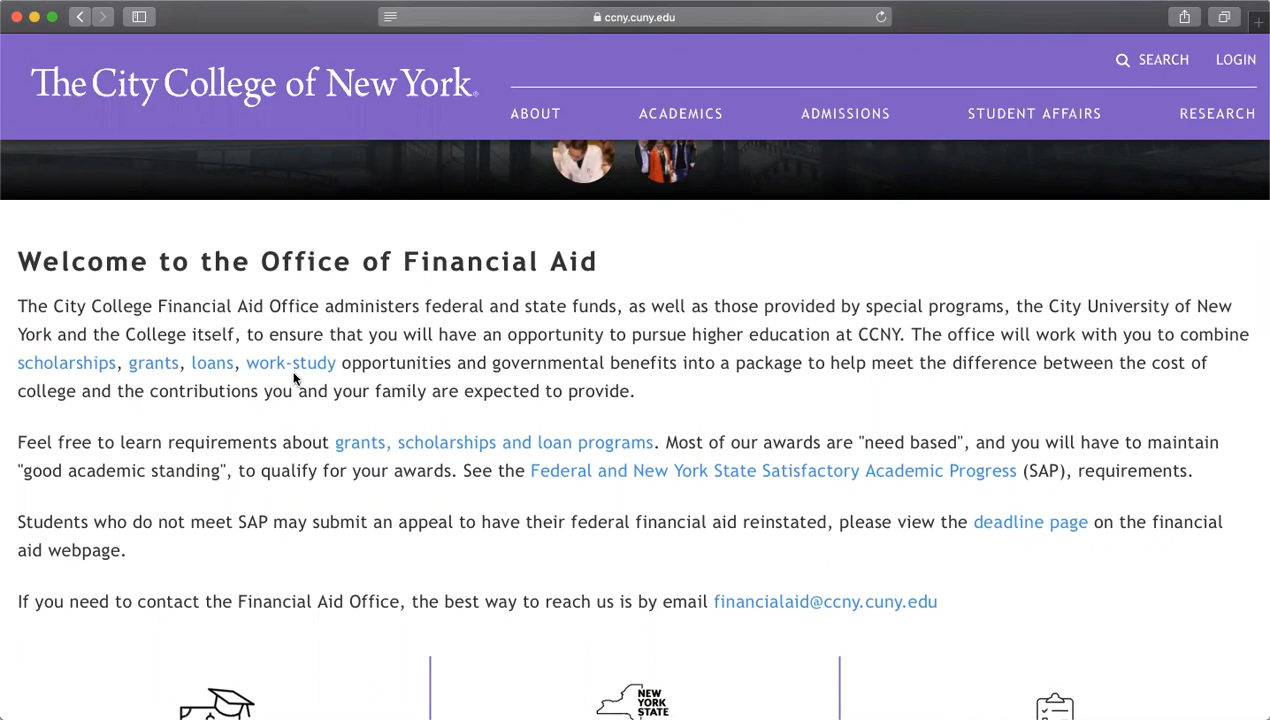 ccny.cuny.edu
SEARCH LOGIN
The City College of New York
ABOUT ACADEMICS ADMISSIONS STUDENT AFFAIRS RESEARCH
Welcome to the Office of Financial Aid
The City College Financial Aid Office administers federal and state funds, as well as those provided by special programs, the City University of New
York and the College itself, to ensure that you will have an opportunity to pursue higher education at CCNY. The office will work with you to combine
scholarships, grants, loans, work-study opportunities and governmental benefits into a package to help meet the difference between the cost of
college and the contributions you and your family are expected to provide.
Feel free to learn requirements about grants, scholarships and loan programs. Most of our awards are "need based", and you will have to maintain
"good academic standing", to qualify for your awards. See the Federal and New York State Satisfactory Academic Progress (SAP), requirements.
Students who do not meet SAP may submit an appeal to have their federal financial aid reinstated, please view the deadline page on the financial
aid webpage.
If you need to contact the Financial Aid Office, the best way to reach us is by email financialaid@ccny.cuny.edu
NEW
YORK
STATE